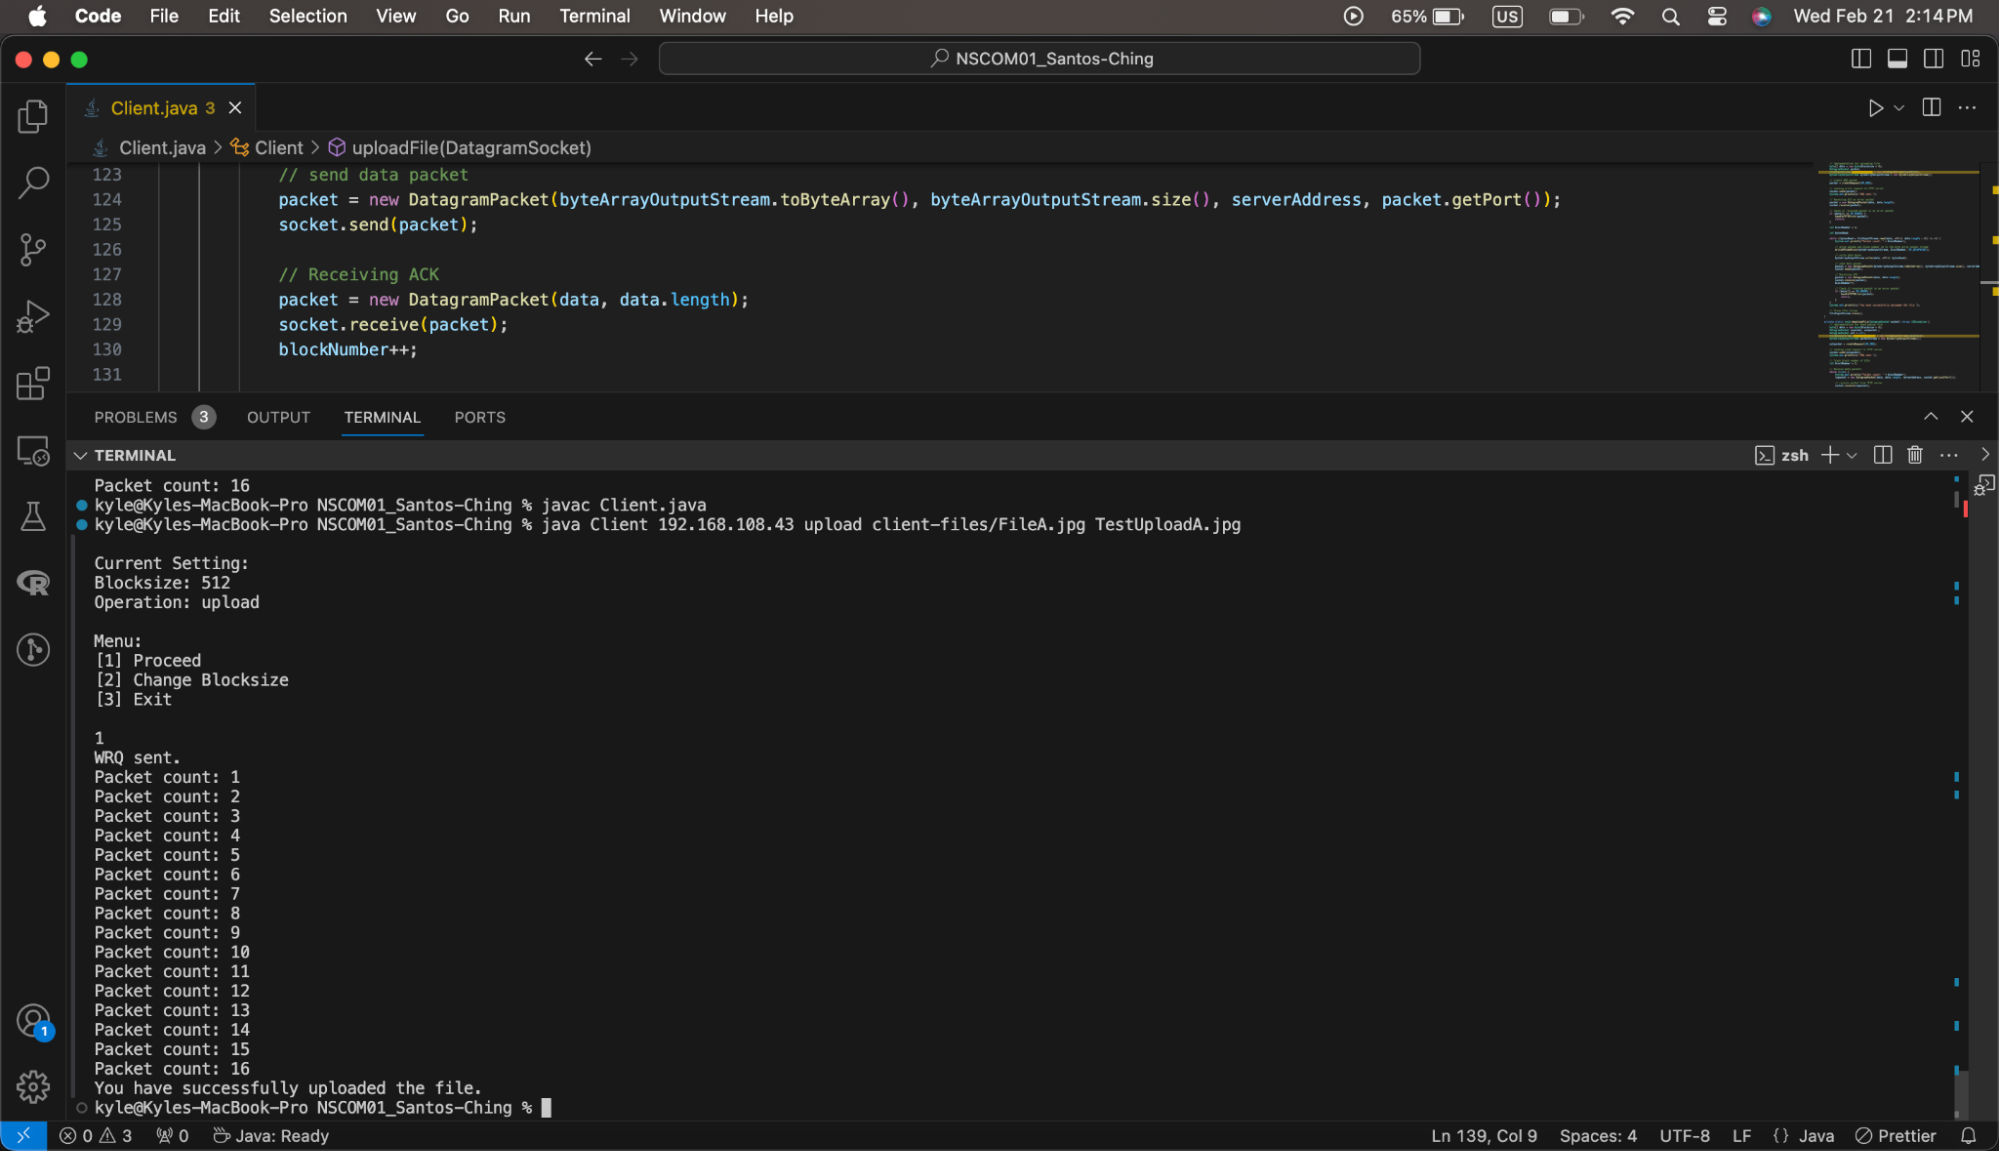 Code File Edit Selection View Go Run Terminal Window Help 65% US Wed Feb 21 2:14 PM
NSCOM01_Santos-Ching
Client.java 3
Client.java > Client > uploadFile(DatagramSocket)
123 // send data packet
124 packet = new DatagramPacket(byteArrayOutputStream.toByteArray(), byteArrayOutputStream.size(), serverAddress, packet.getPort());
125 socket.send(packet);
126
127 // Receiving ACK
128 packet = new DatagramPacket(data, data.length);
129 socket.receive(packet);
130 blockNumber++;
131
PROBLEMS 3 OUTPUT TERMINAL PORTS
TERMINAL zsh
Packet count: 16
kyle@Kyles-MacBook-Pro NSCOM01_Santos-Ching % javac Client.java
kyle@Kyles-MacBook-Pro NSCOM01_Santos-Ching % java Client 192.168.108.43 upload client-files/FileA.jpg TestUploadA.jpg
Current Setting:
Blocksize: 512
Operation: upload
Menu:
[1] Proceed
[2] Change Blocksize
[3] Exit
1
WRQ sent.
Packet count: 1
Packet count: 2
Packet count: 3
Packet count: 4
Packet count: 5
Packet count: 6
Packet count: 7
Packet count: 8
Packet count: 9
Packet count: 10
Packet count: 11
Packet count: 12
Packet count: 13
Packet count: 14
Packet count: 15
Packet count: 16
You have successfully uploaded the file.
kyle@Kyles-MacBook-Pro NSCOM01_Santos-Ching %
1
0 3 0 Java: Ready Ln 139, Col 9 Spaces: 4 UTF-8 LF {} Java Prettier